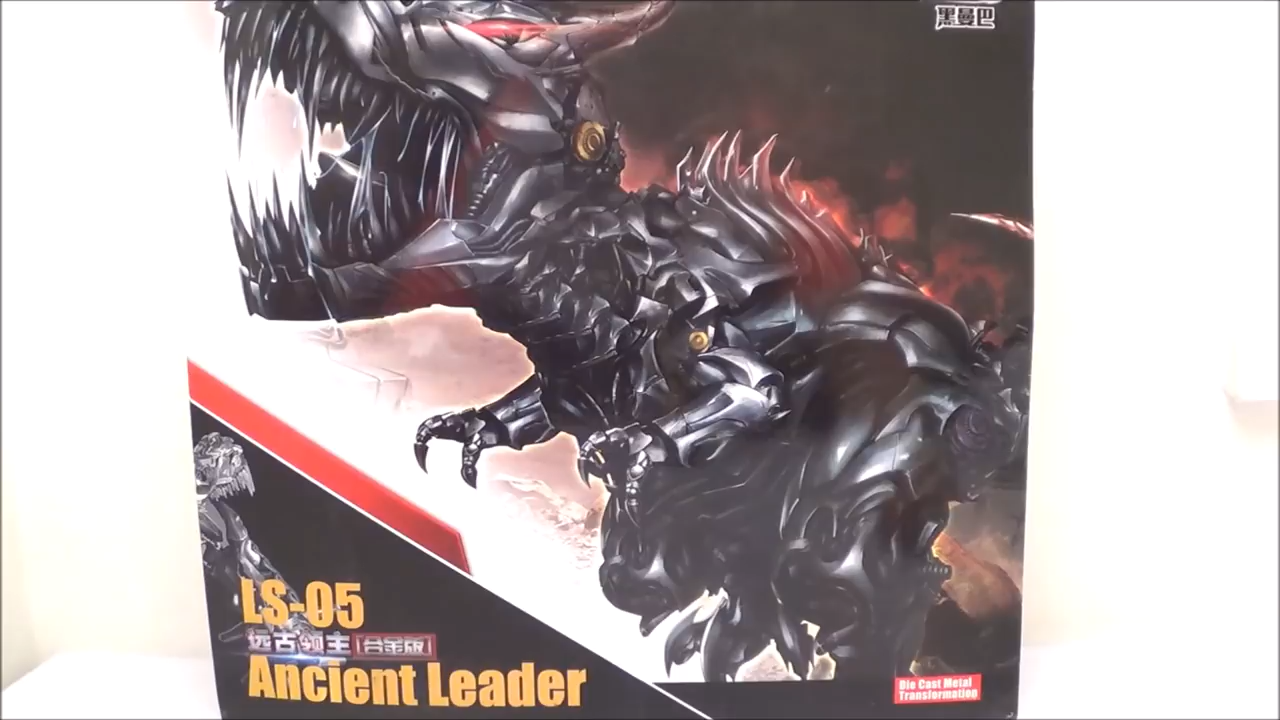 黑曼巴
LS-05
远古领主 [合金版]
Ancient Leader
Die Cast Metal
Transformation